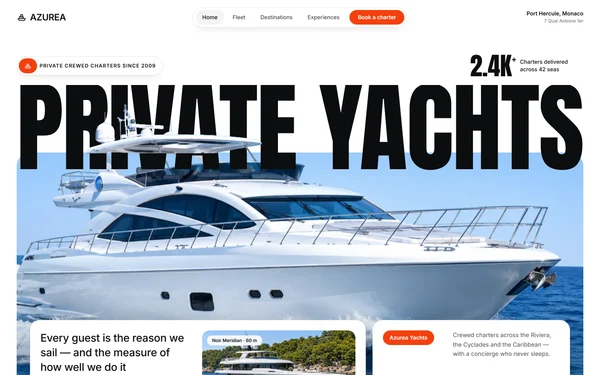 AZUREA
Home
Fleet
Destinations
Experiences
Book a charter
Port Hercule, Monaco
7 Quai Antoine 1er
PRIVATE CREWED CHARTERS SINCE 2009
2.4K+
Charters delivered
across 42 seas
PRIVATE YACHTS
Every guest is the reason we
sail — and the measure of
how well we do it
Noir Meridian · 60 m
Azurea Yachts
Crewed charters across the Riviera,
the Cyclades and the Caribbean —
with a concierge who never sleeps.